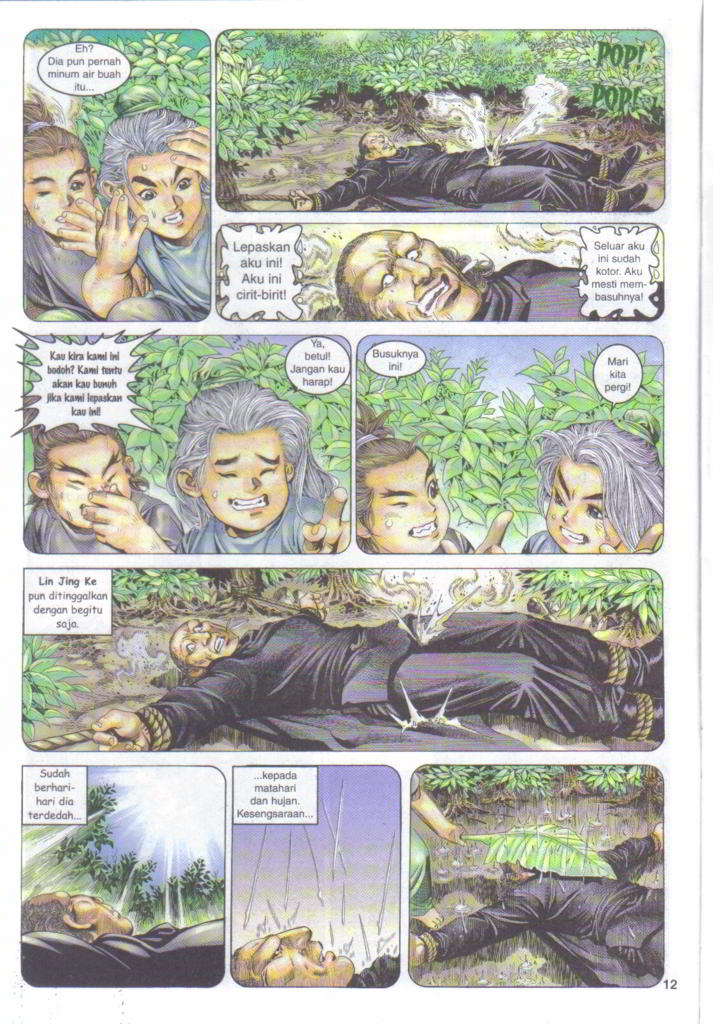 Eh?
Dia pun pernah
minum air buah
itu...
POP!
POP!
Lepaskan
aku ini!
Aku ini
cirit-birit!
Seluar aku
ini sudah
kotor. Aku
mesti mem-
basuhnya!
Kau kira kami ini
bodoh? Kami tentu
akan kau bunuh
jika kami lepaskan
kau ini!
Ya,
betul!
Jangan kau
harap!
Busuknya
ini!
Mari
kita
pergi!
Lin Jing Ke
pun ditinggalkan
dengan begitu
saja.
Sudah
berhari-
hari dia
terdedah...
...kepada
matahari
dan hujan.
Kesengsaraan...
12